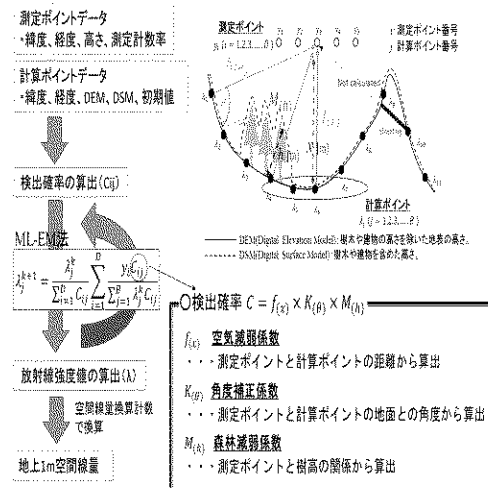 測定ポイントデータ
・緯度、経度、高さ、測定計数率
計算ポイントデータ
・緯度、経度、DEM、DSM、初期値
検出確率の算出(Cij)
ML-EM法
放射線強度値の算出(λ)
空間線量換算計数
で換算
地上1m空間線量
測定ポイント
i 測定ポイント番号
j 計算ポイント番号
Not calculated
計算ポイント
DEM(Digital Elevation Model): 樹木や建物の高さを除いた地表の高さ。
DSM(Digital Surface Model): 樹木や建物を含めた高さ。
〇検出確率 C = f(x) × K(θ) × M(h)
f(x) 空気減弱係数
・・・測定ポイントと計算ポイントの距離から算出
K(θ) 角度補正係数
・・・測定ポイントと計算ポイントの地面との角度から算出
M(h) 森林減弱係数
・・・測定ポイントと樹高の関係から算出